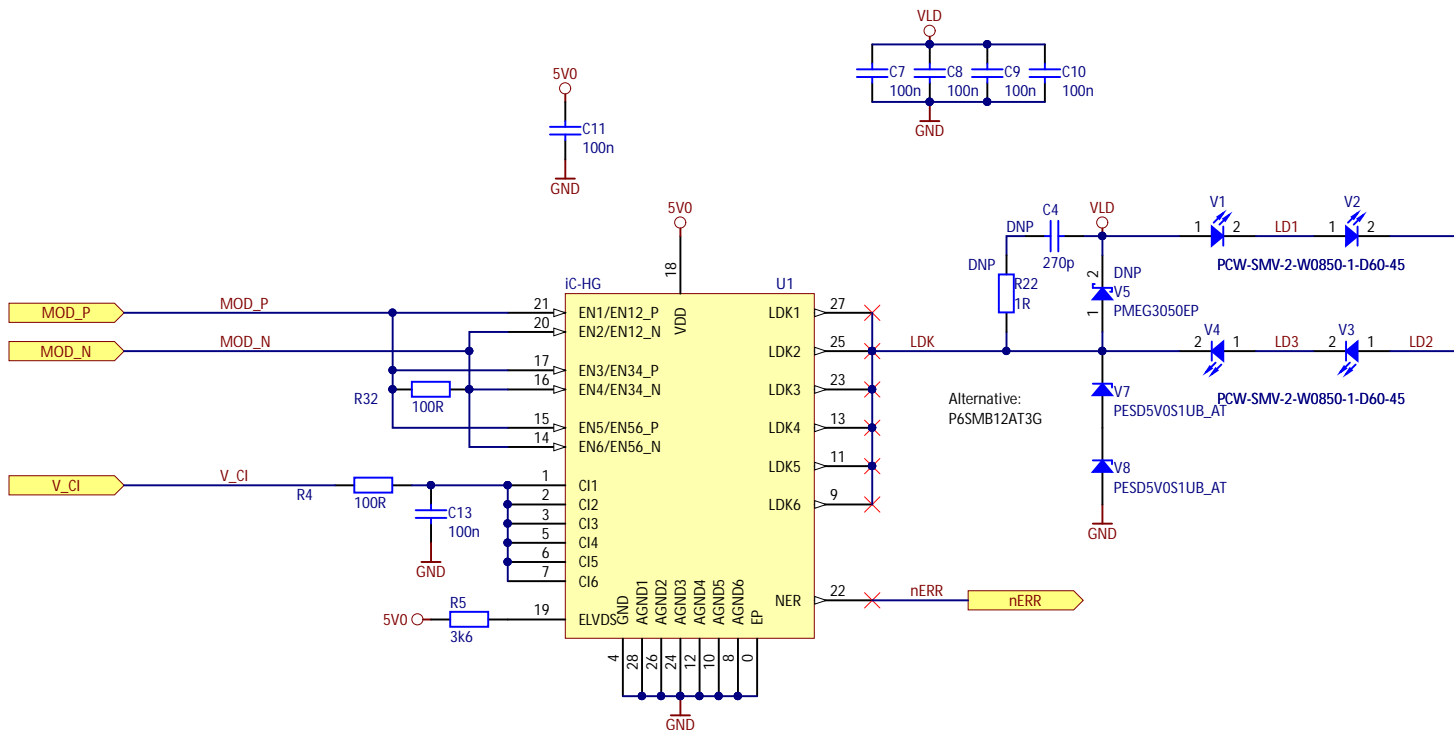 VLD
C7
100n
C8
100n
C9
100n
C10
100n
GND
5V0
C11
100n
GND
5V0
18
iC-HG
U1
VDD
MOD_P
MOD_P
21
EN1/EN12_P
20
EN2/EN12_N
MOD_N
MOD_N
17
EN3/EN34_P
16
EN4/EN34_N
R32
100R
15
EN5/EN56_P
14
EN6/EN56_N
V_CI
V_CI
R4
100R
C13
100n
GND
1
CI1
2
CI2
3
CI3
5
CI4
6
CI5
7
CI6
5V0
R5
3k6
19
ELVDS
GND
AGND1
AGND2
AGND3
AGND4
AGND5
AGND6
EP
4
28
26
24
12
10
8
0
GND
LDK1
27
LDK2
25
LDK3
23
LDK4
13
LDK5
11
LDK6
9
NER
22
nERR
nERR
LDK
DNP
C4
270p
DNP
R22
1R
VLD
2
DNP
V5
PMEG3050EP
1
V1
1
2
LD1
V2
1
2
PCW-SMV-2-W0850-1-D60-45
V4
2
1
LD3
V3
2
1
LD2
PCW-SMV-2-W0850-1-D60-45
Alternative:
P6SMB12AT3G
V7
PESD5V0S1UB_AT
V8
PESD5V0S1UB_AT
GND